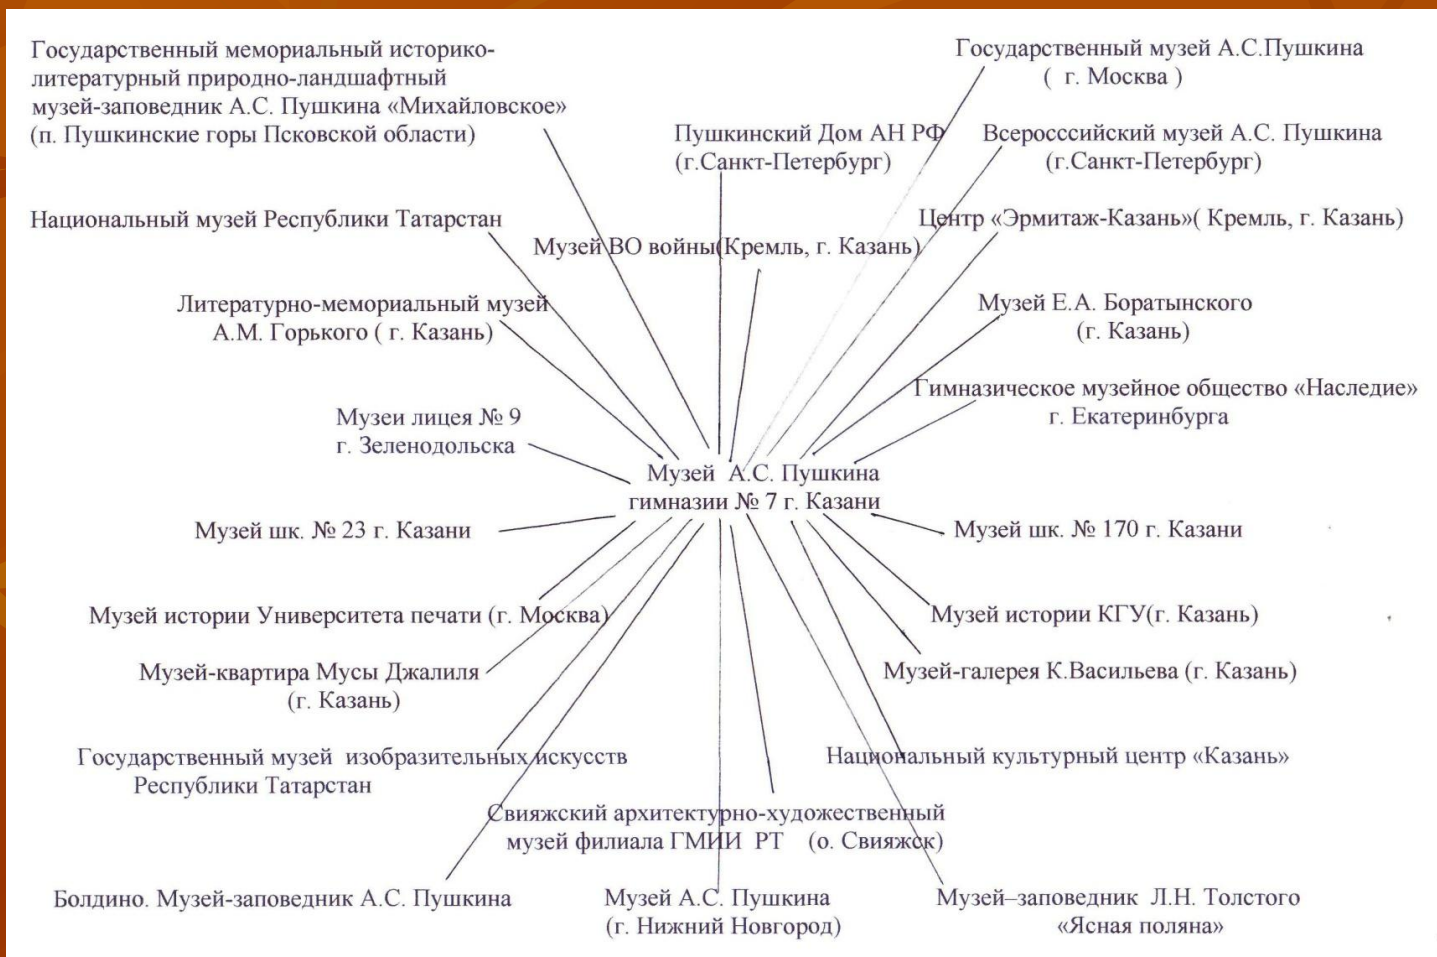 Государственный мемориальный историко-
литературный природно-ландшафтный
музей-заповедник А.С. Пушкина «Михайловское»
(п. Пушкинские горы Псковской области)
Государственный музей А.С.Пушкина
( г. Москва )
Пушкинский Дом АН РФ
(г.Санкт-Петербург)
Всеросссийский музей А.С. Пушкина
(г.Санкт-Петербург)
Национальный музей Республики Татарстан
Музей ВО войны(Кремль, г. Казань)
Центр «Эрмитаж-Казань»( Кремль, г. Казань)
Литературно-мемориальный музей
А.М. Горького ( г. Казань)
Музей Е.А. Боратынского
(г. Казань)
Музеи лицея № 9
г. Зеленодольска
Гимназическое музейное общество «Наследие»
г. Екатеринбурга
Музей А.С. Пушкина
гимназии № 7 г. Казани
Музей шк. № 23 г. Казани
Музей шк. № 170 г. Казани
Музей истории Университета печати (г. Москва)
Музей истории КГУ(г. Казань)
Музей-квартира Мусы Джалиля
(г. Казань)
Музей-галерея К.Васильева (г. Казань)
Государственный музей изобразительных искусств
Республики Татарстан
Национальный культурный центр «Казань»
Свияжский архитектурно-художественный
музей филиала ГМИИ РТ (о. Свияжск)
Болдино. Музей-заповедник А.С. Пушкина
Музей А.С. Пушкина
(г. Нижний Новгород)
Музей–заповедник Л.Н. Толстого
«Ясная поляна»